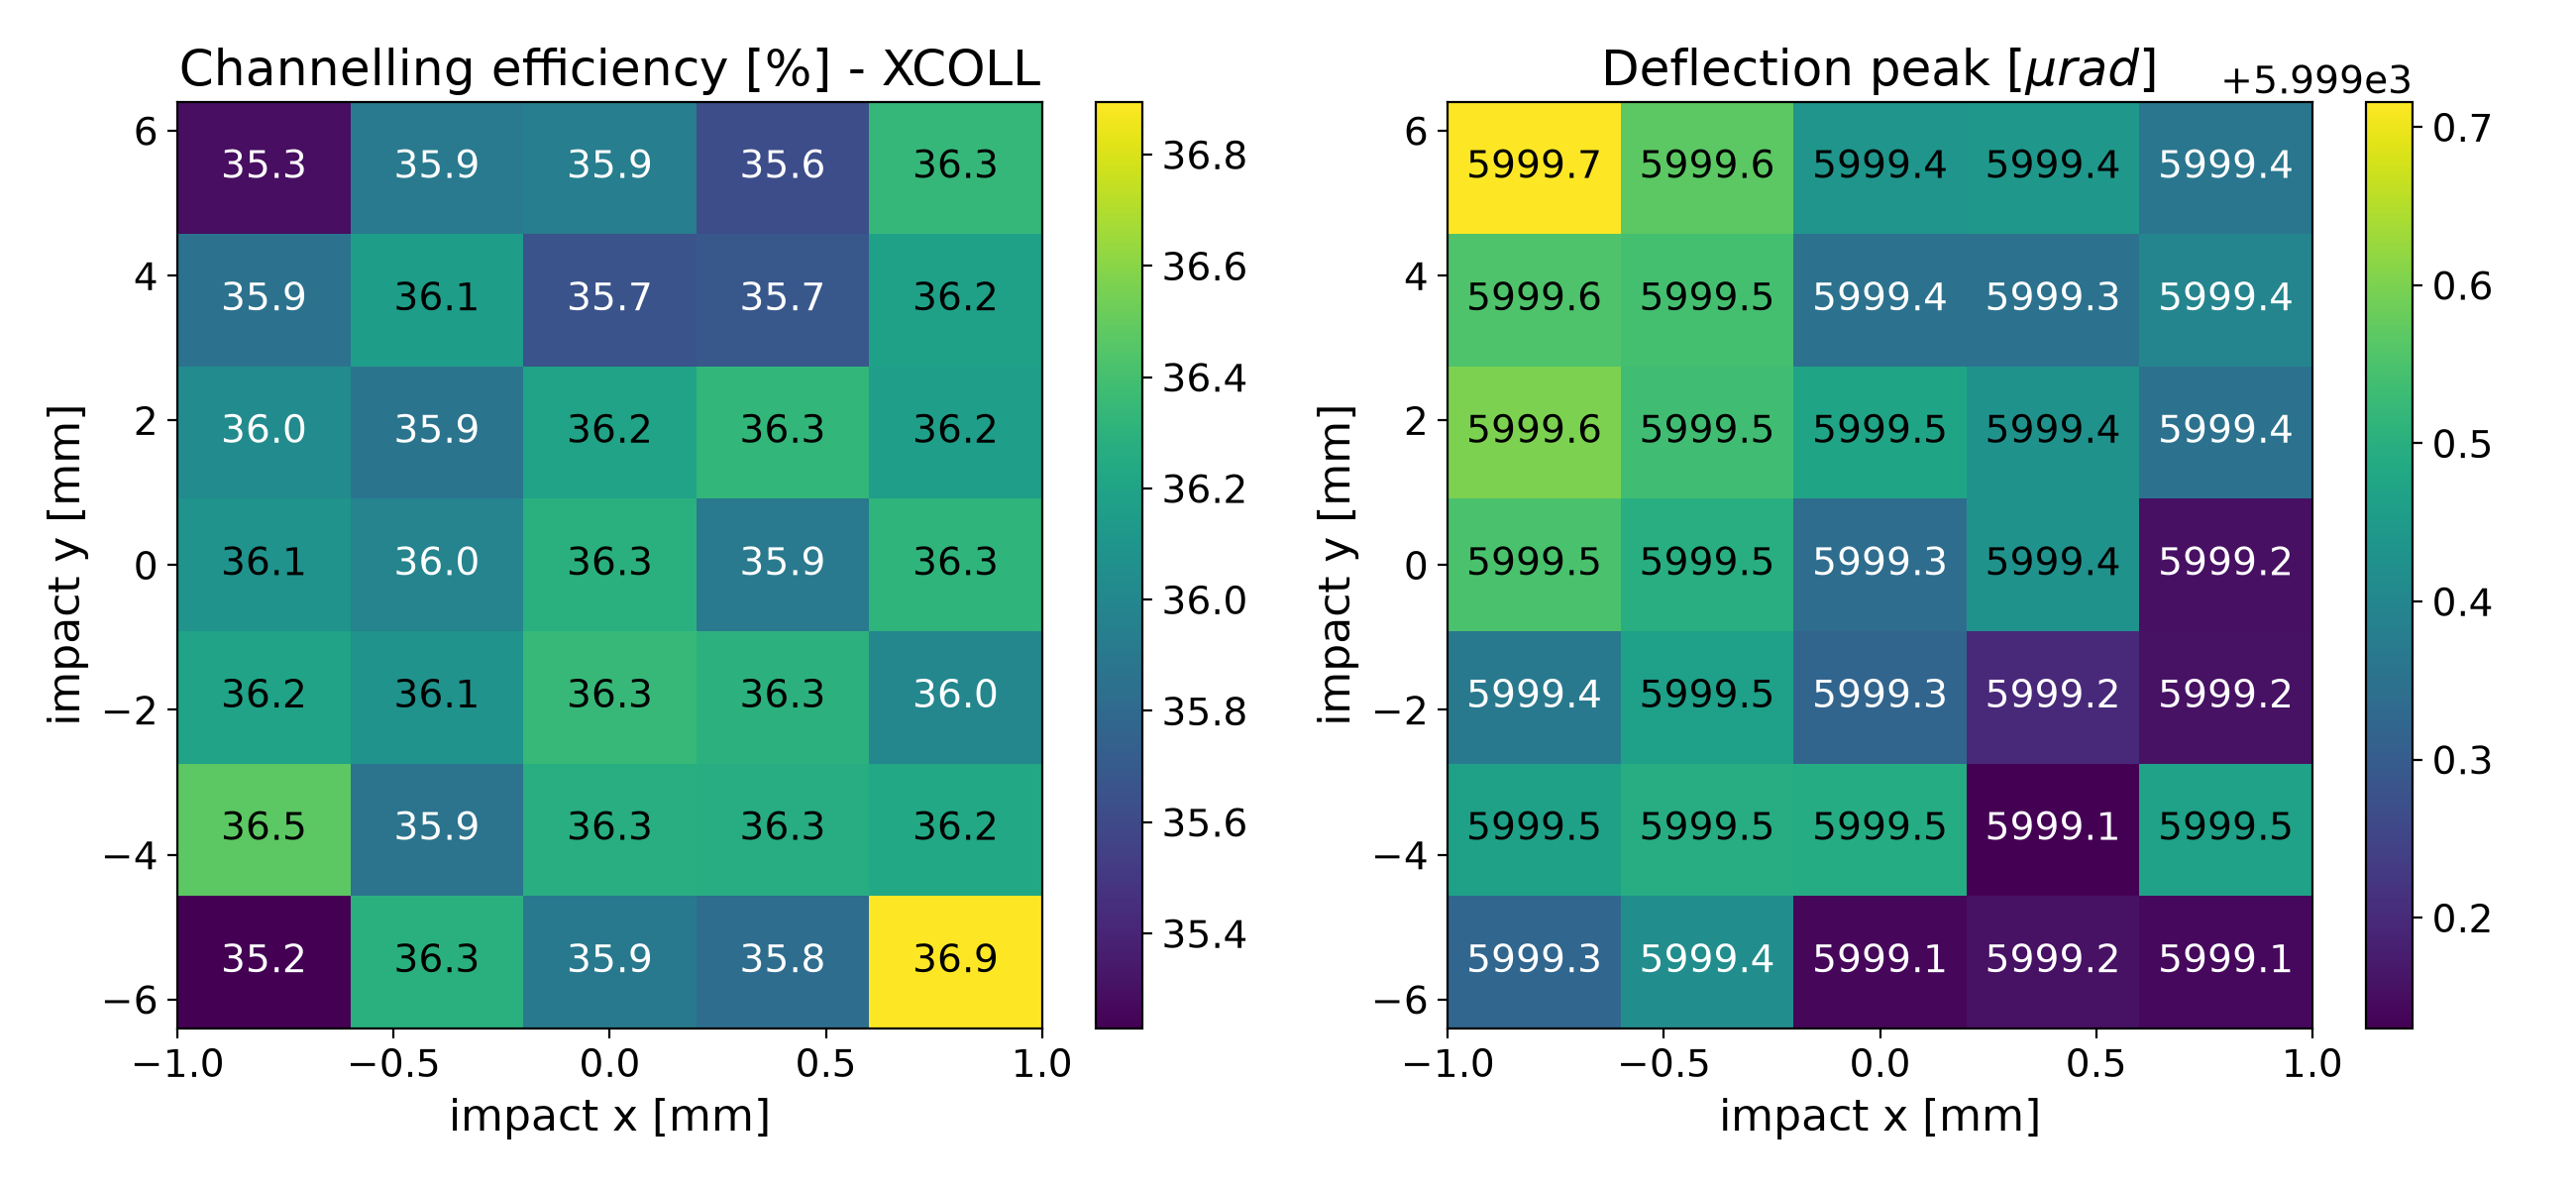 Channelling efficiency [%] - XCOLL
6
4
2
0
−2
−4
−6
impact y [mm]
35.3 35.9 35.9 35.6 36.3
35.9 36.1 35.7 35.7 36.2
36.0 35.9 36.2 36.3 36.2
36.1 36.0 36.3 35.9 36.3
36.2 36.1 36.3 36.3 36.0
36.5 35.9 36.3 36.3 36.2
35.2 36.3 35.9 35.8 36.9
−1.0 −0.5 0.0 0.5 1.0
impact x [mm]
36.8
36.6
36.4
36.2
36.0
35.8
35.6
35.4
Deflection peak [μrad]
+5.999e3
6
4
2
0
−2
−4
−6
impact y [mm]
5999.7 5999.6 5999.4 5999.4 5999.4
5999.6 5999.5 5999.4 5999.3 5999.4
5999.6 5999.5 5999.5 5999.4 5999.4
5999.5 5999.5 5999.3 5999.4 5999.2
5999.4 5999.5 5999.3 5999.2 5999.2
5999.5 5999.5 5999.5 5999.1 5999.5
5999.3 5999.4 5999.1 5999.2 5999.1
−1.0 −0.5 0.0 0.5 1.0
impact x [mm]
0.7
0.6
0.5
0.4
0.3
0.2